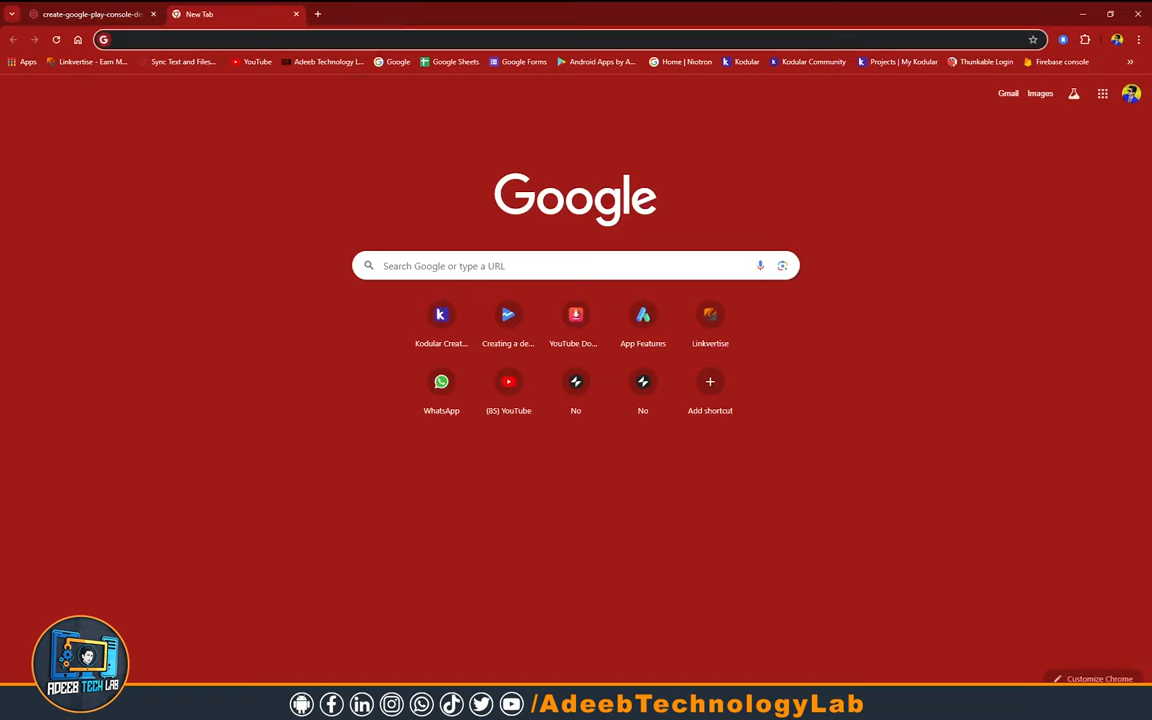 create-google-play-console-de
New Tab
Apps
Linkvertise - Earn M...
Sync Text and Files...
YouTube
Adeeb Technology L...
Google
Google Sheets
Google Forms
Android Apps by A...
Home | Niotron
Kodular
Kodular Community
Projects | My Kodular
Thunkable Login
Firebase console
Gmail
Images
Google
Search Google or type a URL
Kodular Creat...
Creating a de...
YouTube Do...
App Features
Linkvertise
WhatsApp
(85) YouTube
No
No
Add shortcut
Customize Chrome
ADEEB TECH LAB
/AdeebTechnologyLab